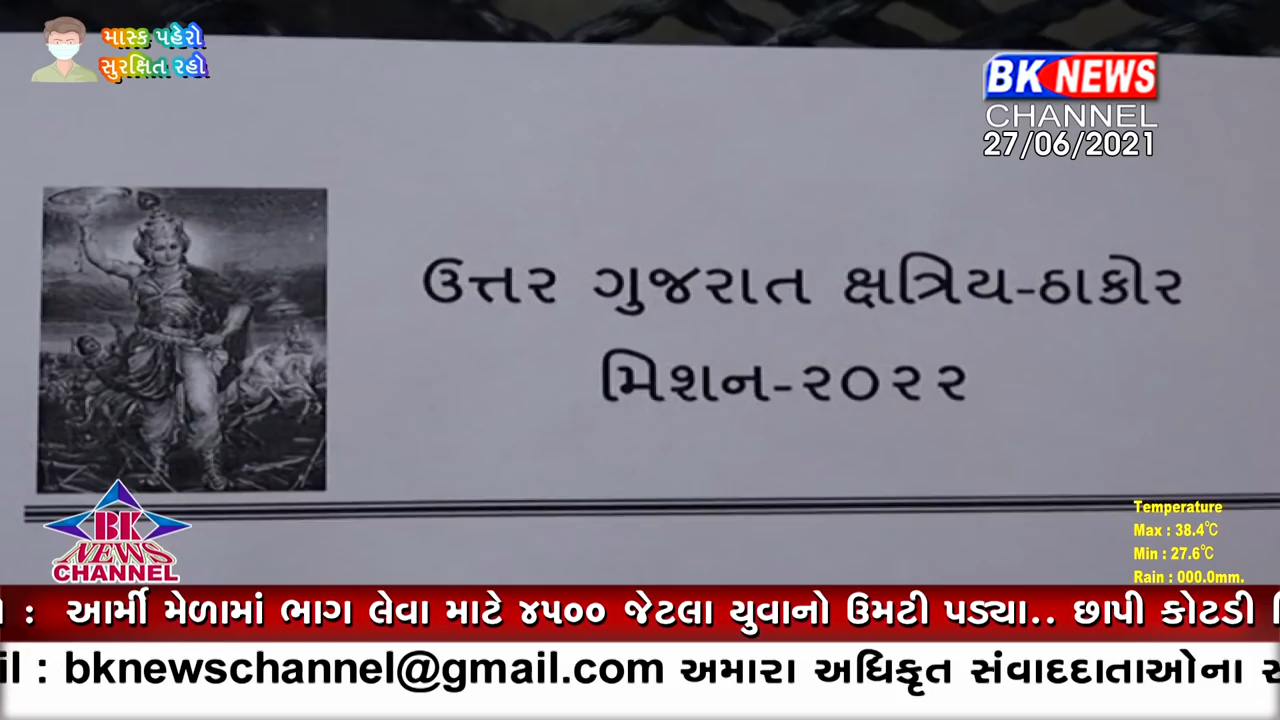 માસ્ક પહેરો
સુરક્ષિત રહો
BK NEWS
CHANNEL
27/06/2021
ઉત્તર ગુજરાત ક્ષત્રિય-ઠાકોર
મિશન-૨૦૨૨
BK
NEWS
CHANNEL
Temperature
Max : 38.4℃
Min : 27.6℃
Rain : 000.0mm.
: આર્મી મેળામાં ભાગ લેવા માટે ૪૫૦૦ જેટલા યુવાનો ઉમટી પડ્યા.. છાપી કોટડી
: bknewschannel@gmail.com અમારા અધિકૃત સંવાદદાતાઓના